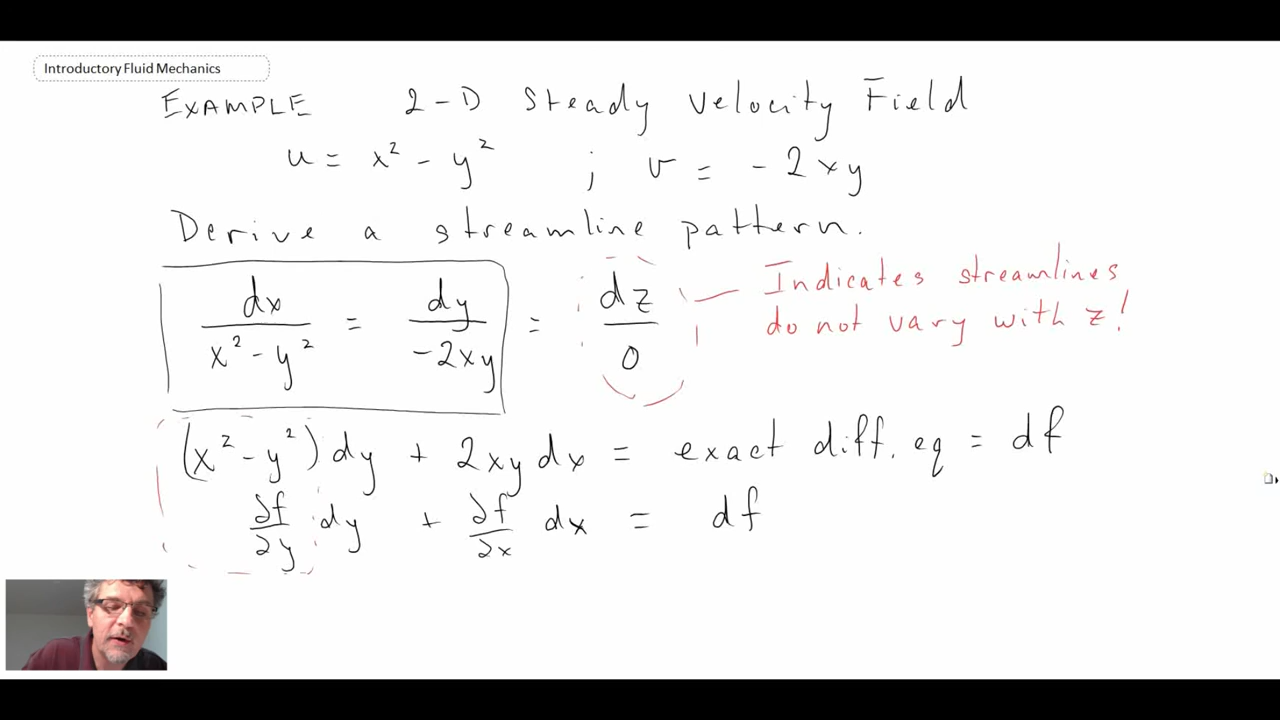 Introductory Fluid Mechanics
EXAMPLE 2-D Steady Velocity Field
u = x² - y² ; v = -2xy
Derive a streamline pattern.
dx/(x² - y²) = dy/(-2xy) = dz/0
Indicates streamlines
do not vary with z!
(x² - y²) dy + 2xy dx = exact diff. eq = df
∂f/∂y dy + ∂f/∂x dx = df